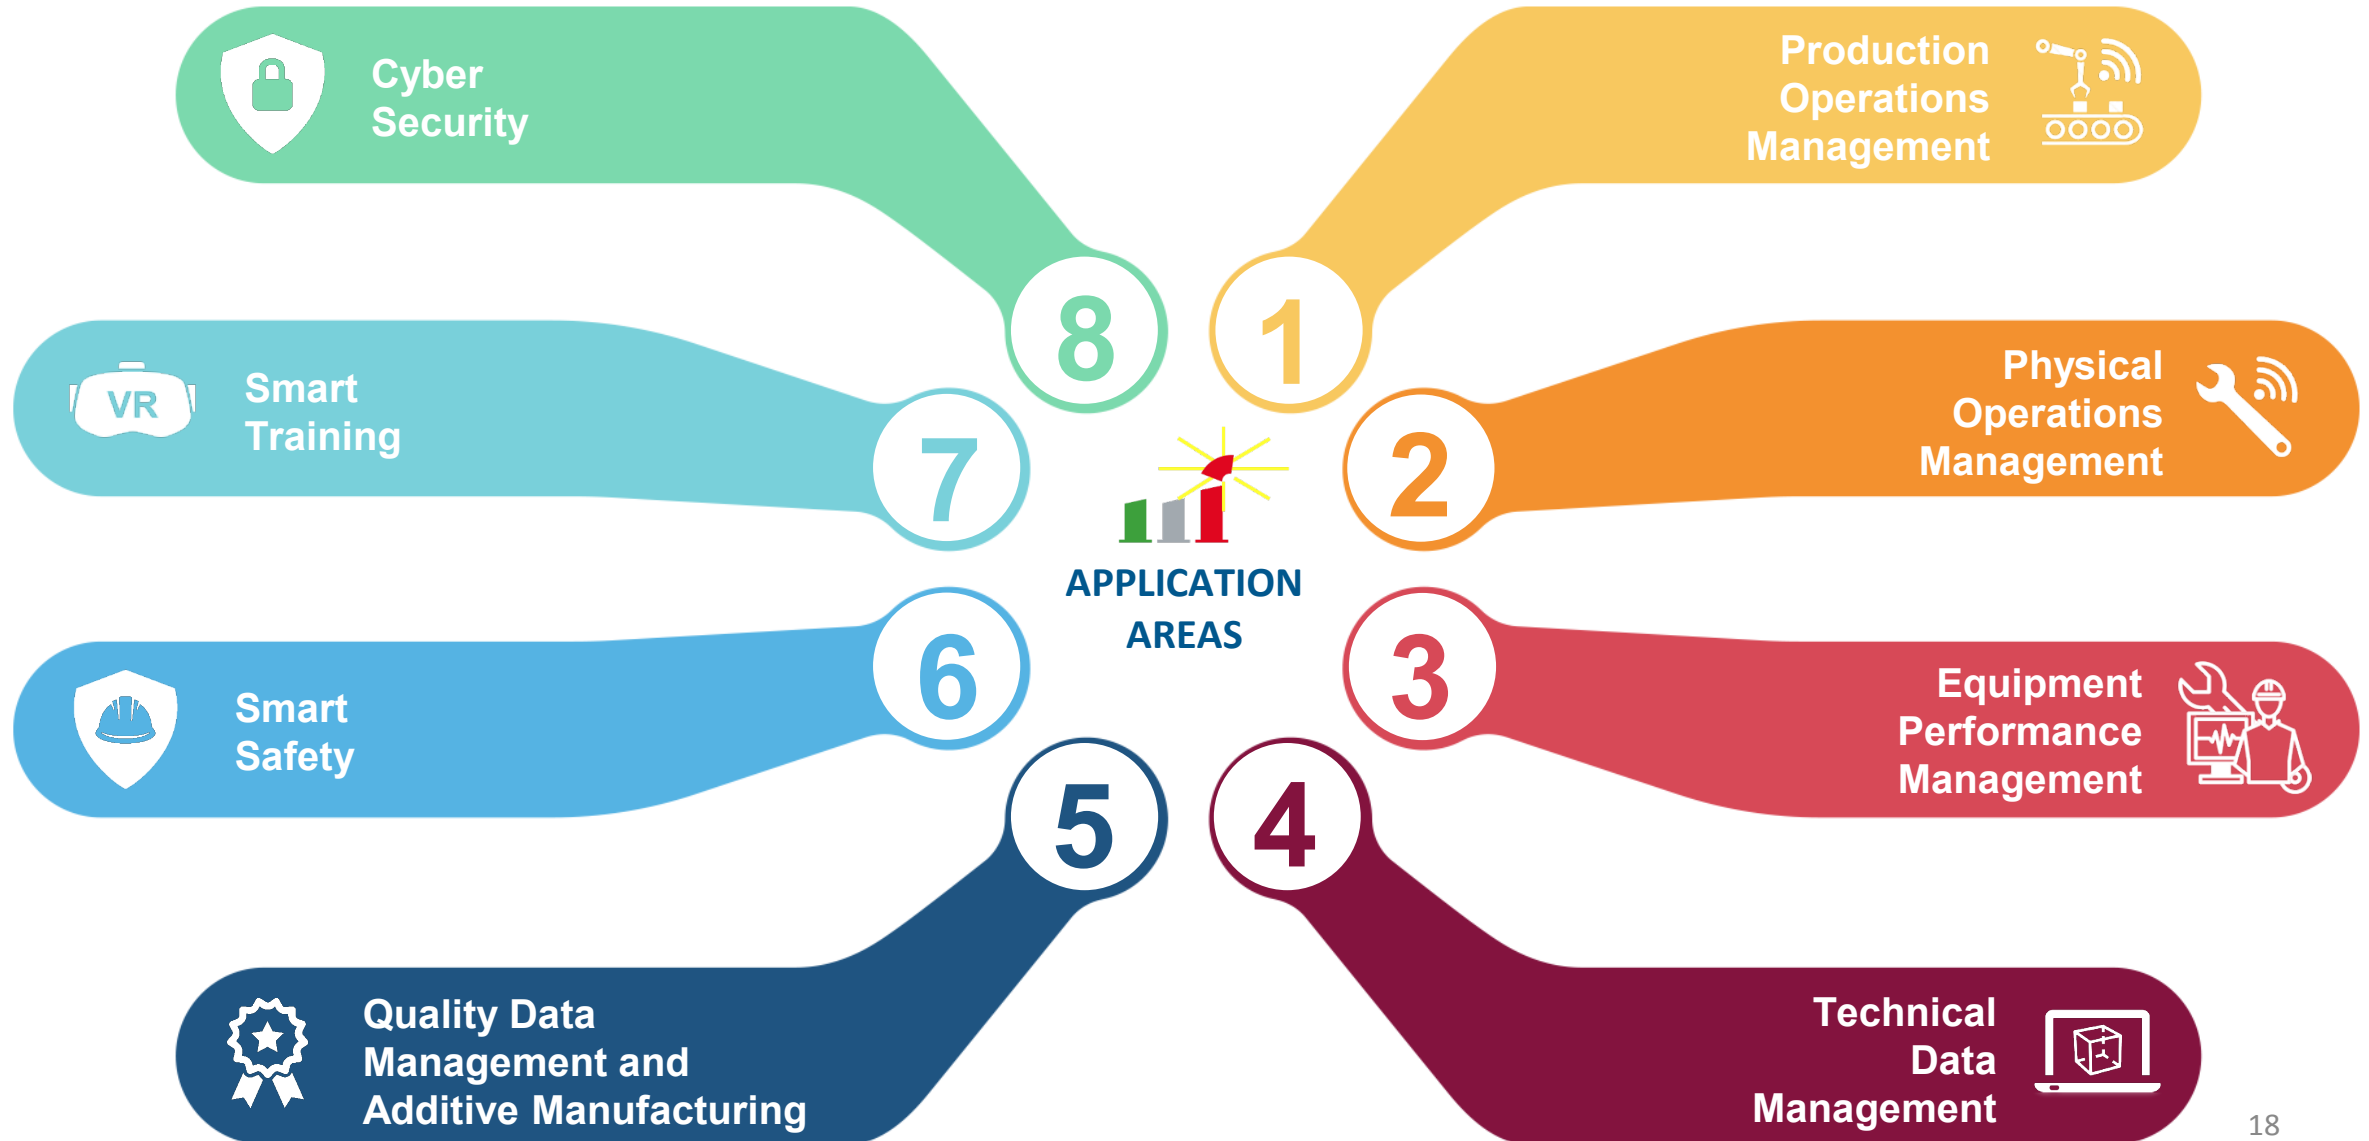 Cyber
Security
8
Production
Operations
Management
1
VR
Smart
Training
7
Physical
Operations
Management
2
APPLICATION
AREAS
Smart
Safety
6
Equipment
Performance
Management
3
Quality Data
Management and
Additive Manufacturing
5
Technical
Data
Management
4
18